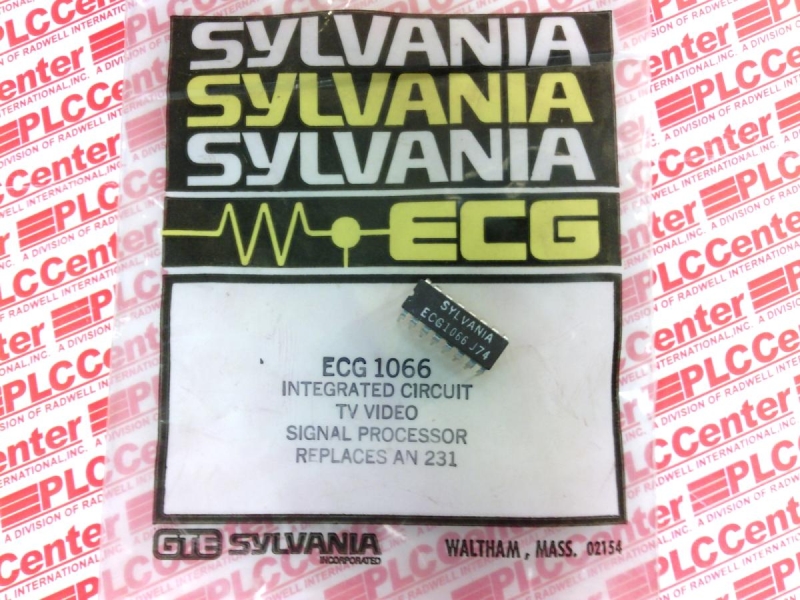 SYLVANIA
SYLVANIA
SYLVANIA
ECG
SYLVANIA
ECG1066 J74
ECG 1066
INTEGRATED CIRCUIT
TV VIDEO
SIGNAL PROCESSOR
REPLACES AN 231
GTE SYLVANIA
INCORPORATED
WALTHAM, MASS. 02154
PLCCenter
A DIVISION OF RADWELL INTERNATIONAL, INC.